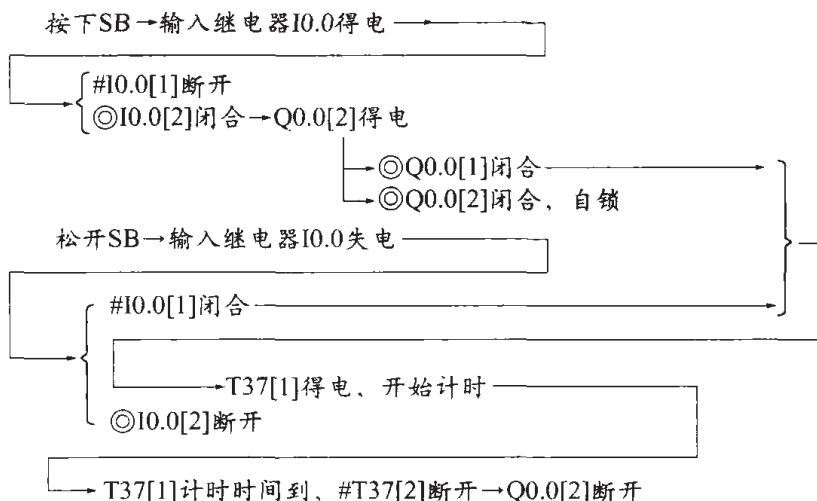 按下SB→输入继电器I0.0得电
#I0.0[1]断开
◎I0.0[2]闭合→Q0.0[2]得电
◎Q0.0[1]闭合
◎Q0.0[2]闭合，自锁
松开SB→输入继电器I0.0失电
#I0.0[1]闭合
T37[1]得电、开始计时
◎I0.0[2]断开
T37[1]计时时间到、#T37[2]断开→Q0.0[2]断开